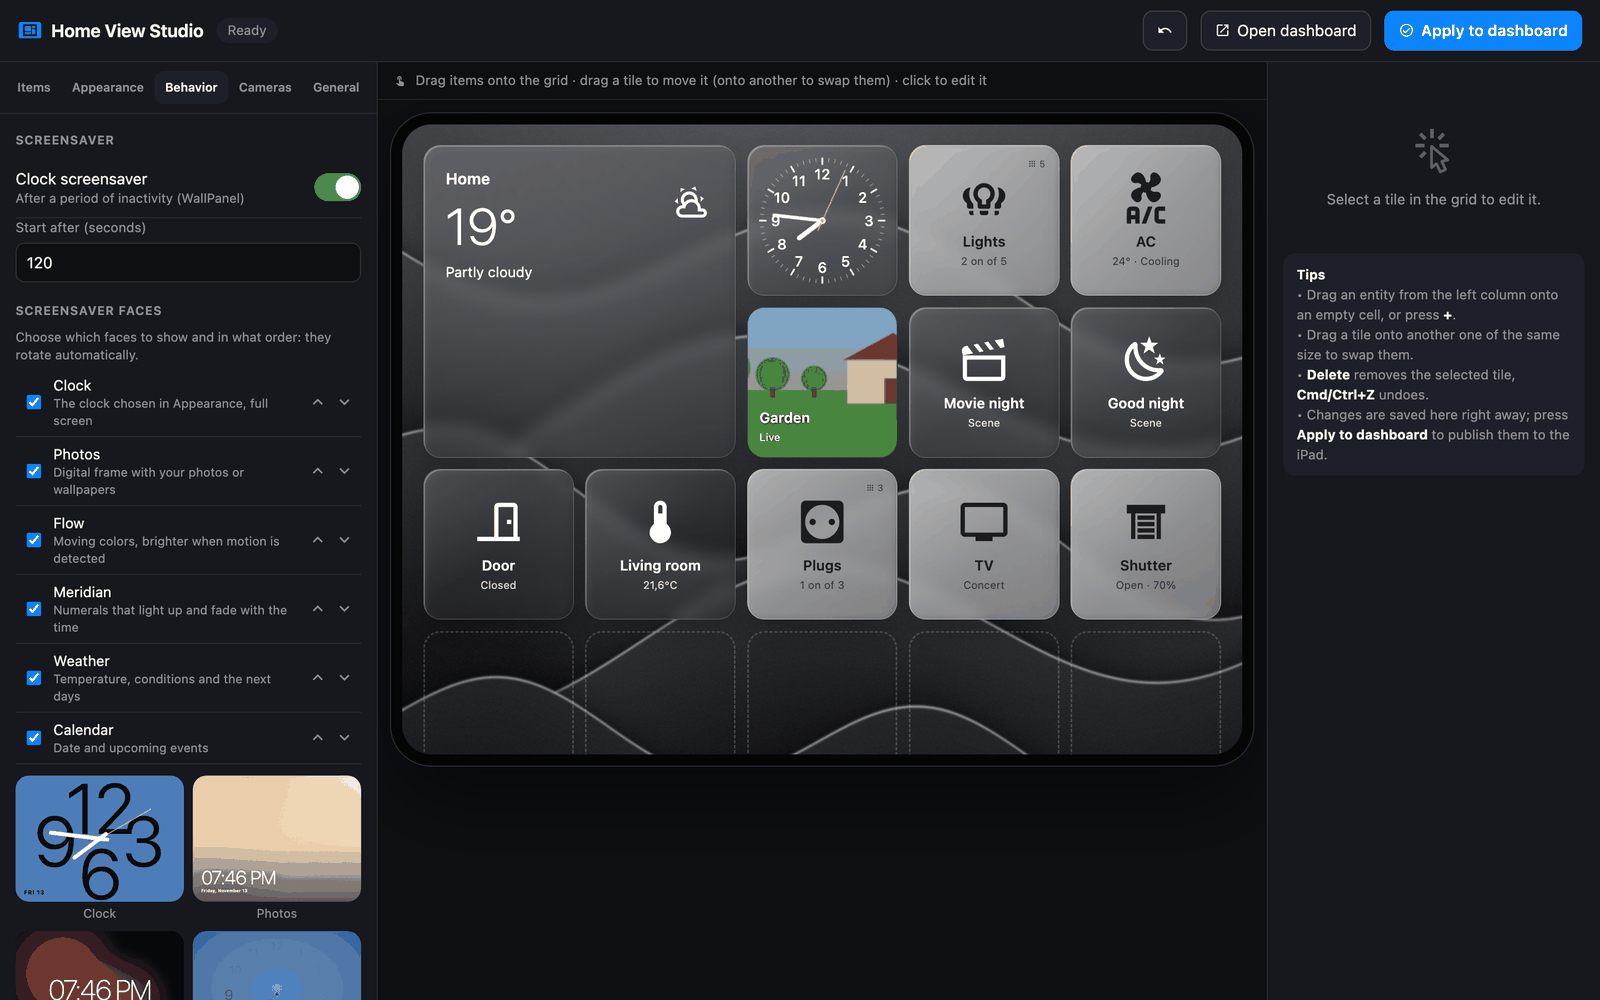 Home View Studio
Ready
Open dashboard
Apply to dashboard
Items
Appearance
Behavior
Cameras
General
Drag items onto the grid · drag a tile to move it (onto another to swap them) · click to edit it
SCREENSAVER
Clock screensaver
After a period of inactivity (WallPanel)
Start after (seconds)
120
SCREENSAVER FACES
Choose which faces to show and in what order: they
rotate automatically.
Clock
The clock chosen in Appearance, full
screen
Photos
Digital frame with your photos or
wallpapers
Flow
Moving colors, brighter when motion is
detected
Meridian
Numerals that light up and fade with the
time
Weather
Temperature, conditions and the next
days
Calendar
Date and upcoming events
12
9
3
6
FRI 13
Clock
07:46 PM
Friday, November 13
Photos
07:46 PM
9
Home
19°
Partly cloudy
12
1
2
3
4
5
6
7
8
9
10
11
5
Lights
2 on of 5
A/C
AC
24° · Cooling
Garden
Live
Movie night
Scene
Good night
Scene
Door
Closed
Living room
21,6°C
3
Plugs
1 on of 3
TV
Concert
Shutter
Open · 70%
Select a tile in the grid to edit it.
Tips
• Drag an entity from the left column onto
an empty cell, or press +.
• Drag a tile onto another one of the same
size to swap them.
• Delete removes the selected tile,
Cmd/Ctrl+Z undoes.
• Changes are saved here right away; press
Apply to dashboard to publish them to the
iPad.